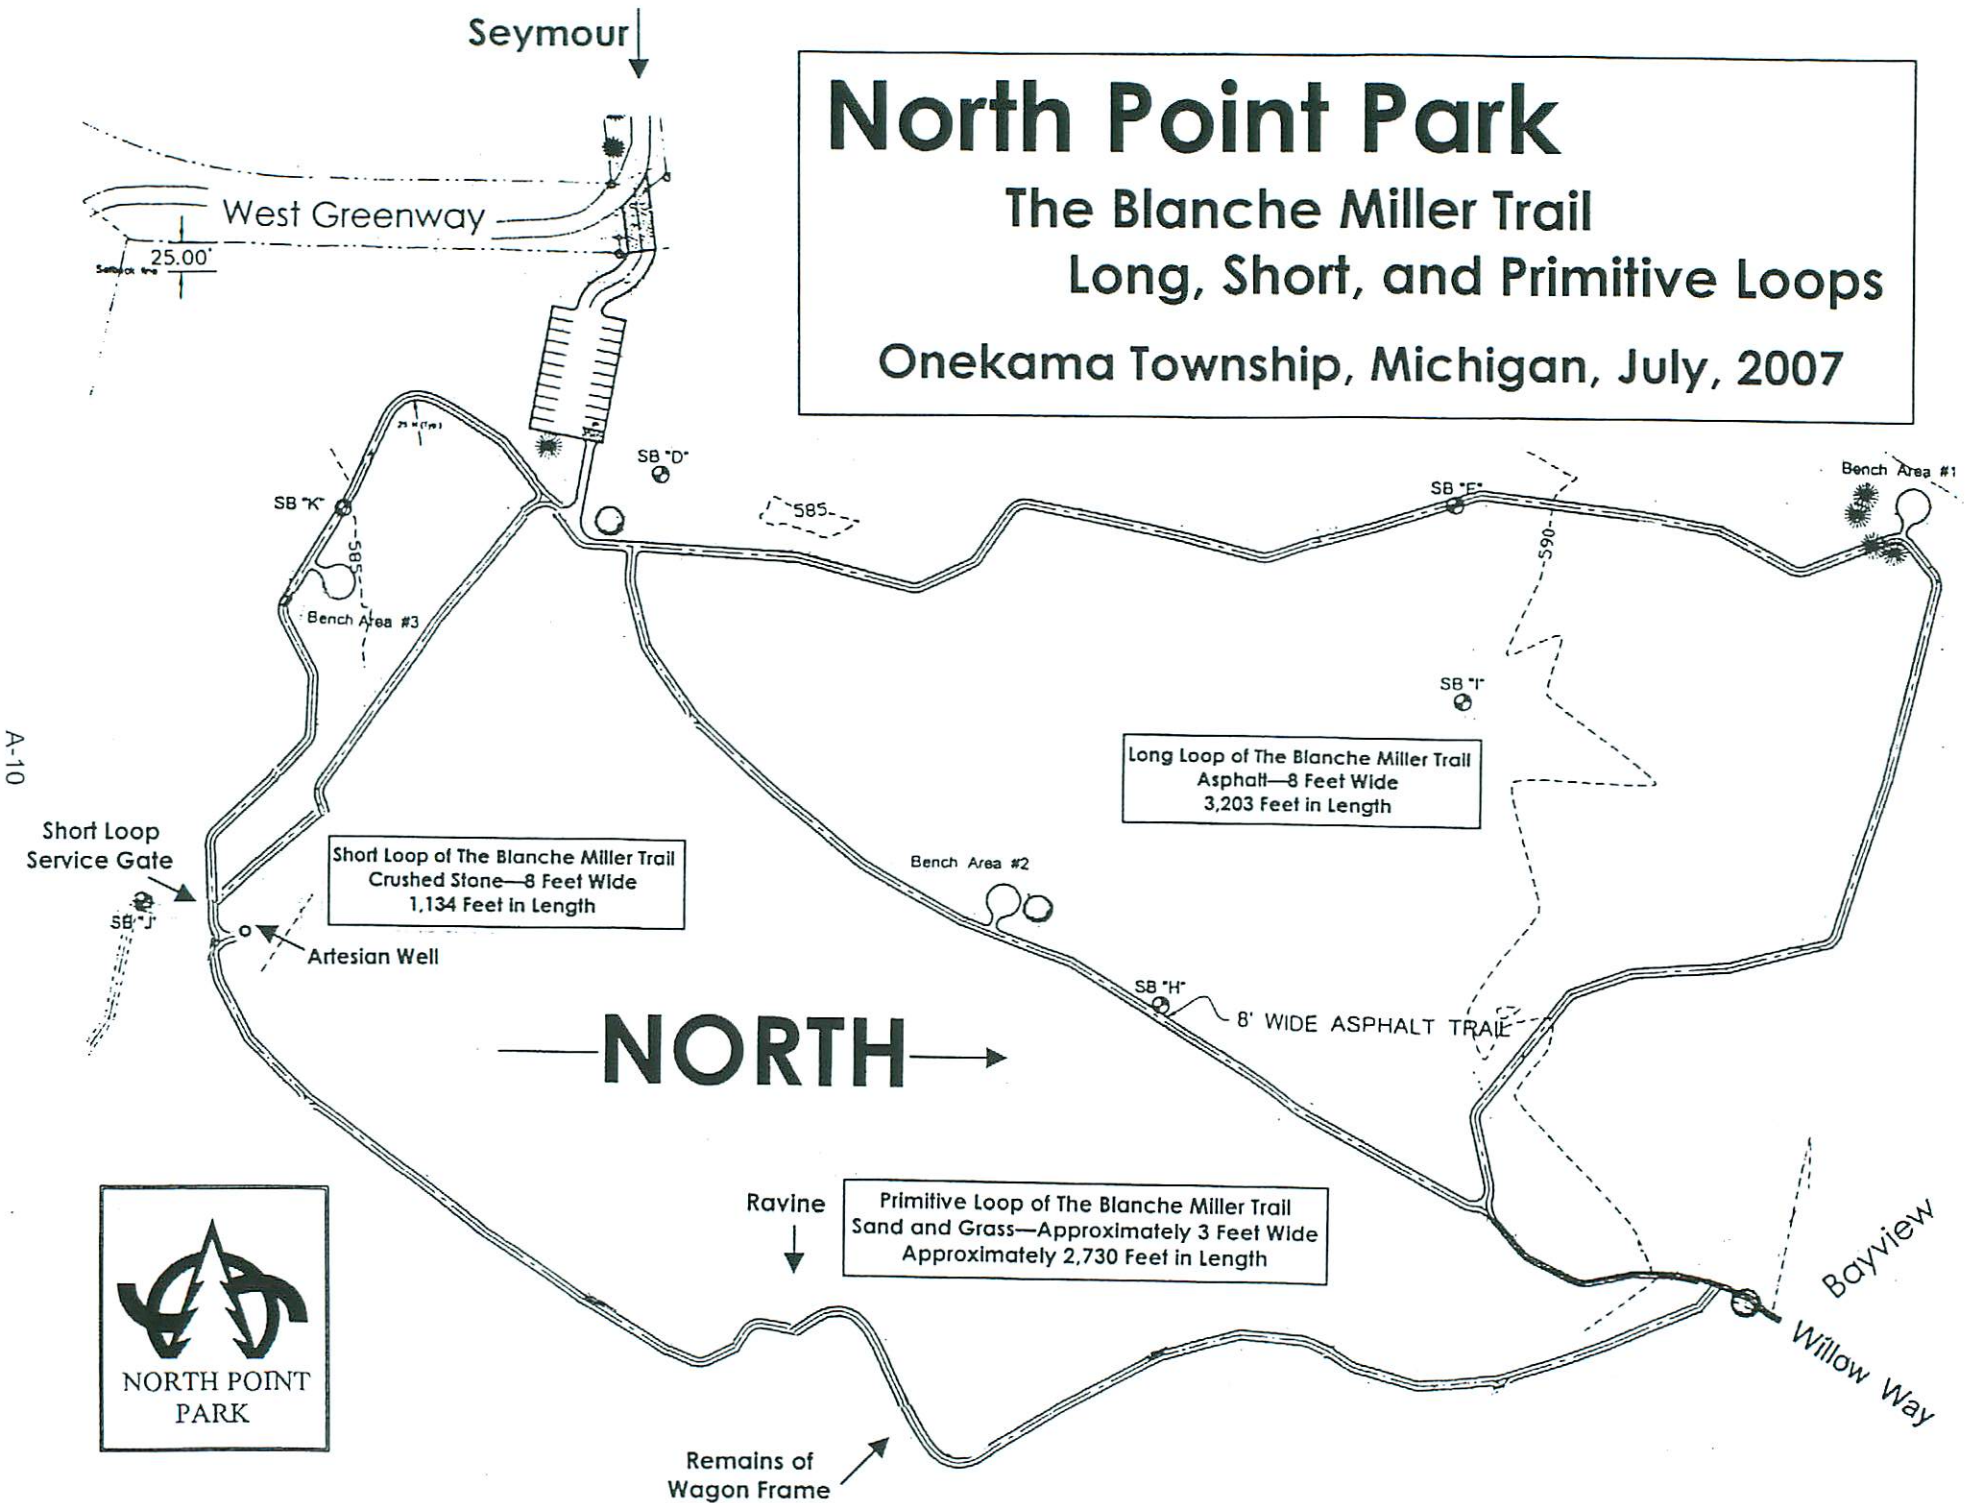 Seymour
North Point Park
The Blanche Miller Trail
Long, Short, and Primitive Loops
Onekama Township, Michigan, July, 2007
West Greenway
25.00'
Setback line
SB "D"
SB "K"
585
585
Bench Area #3
SB "E"
590
Bench Area #1
SB "I"
Long Loop of The Blanche Miller Trail
Asphalt—8 Feet Wide
3,203 Feet in Length
A-10
Short Loop
Service Gate
SB "J"
Short Loop of The Blanche Miller Trail
Crushed Stone—8 Feet Wide
1,134 Feet in Length
Artesian Well
Bench Area #2
SB "H"
8' WIDE ASPHALT TRAIL
NORTH
Ravine
Primitive Loop of The Blanche Miller Trail
Sand and Grass—Approximately 3 Feet Wide
Approximately 2,730 Feet in Length
Bayview
Willow Way
NORTH POINT
PARK
Remains of
Wagon Frame